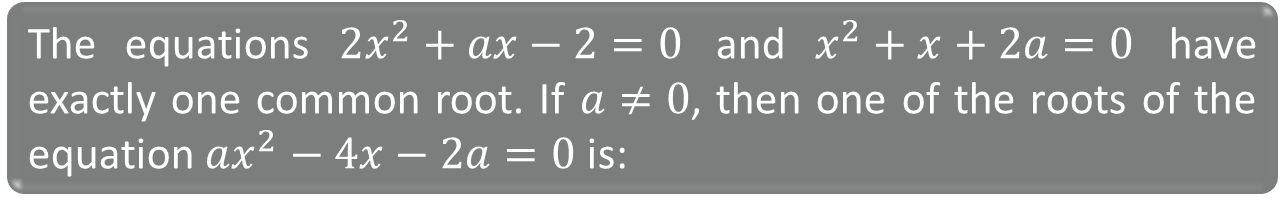 The equations 2x² + ax − 2 = 0 and x² + x + 2a = 0 have
exactly one common root. If a ≠ 0, then one of the roots of the
equation ax² − 4x − 2a = 0 is: